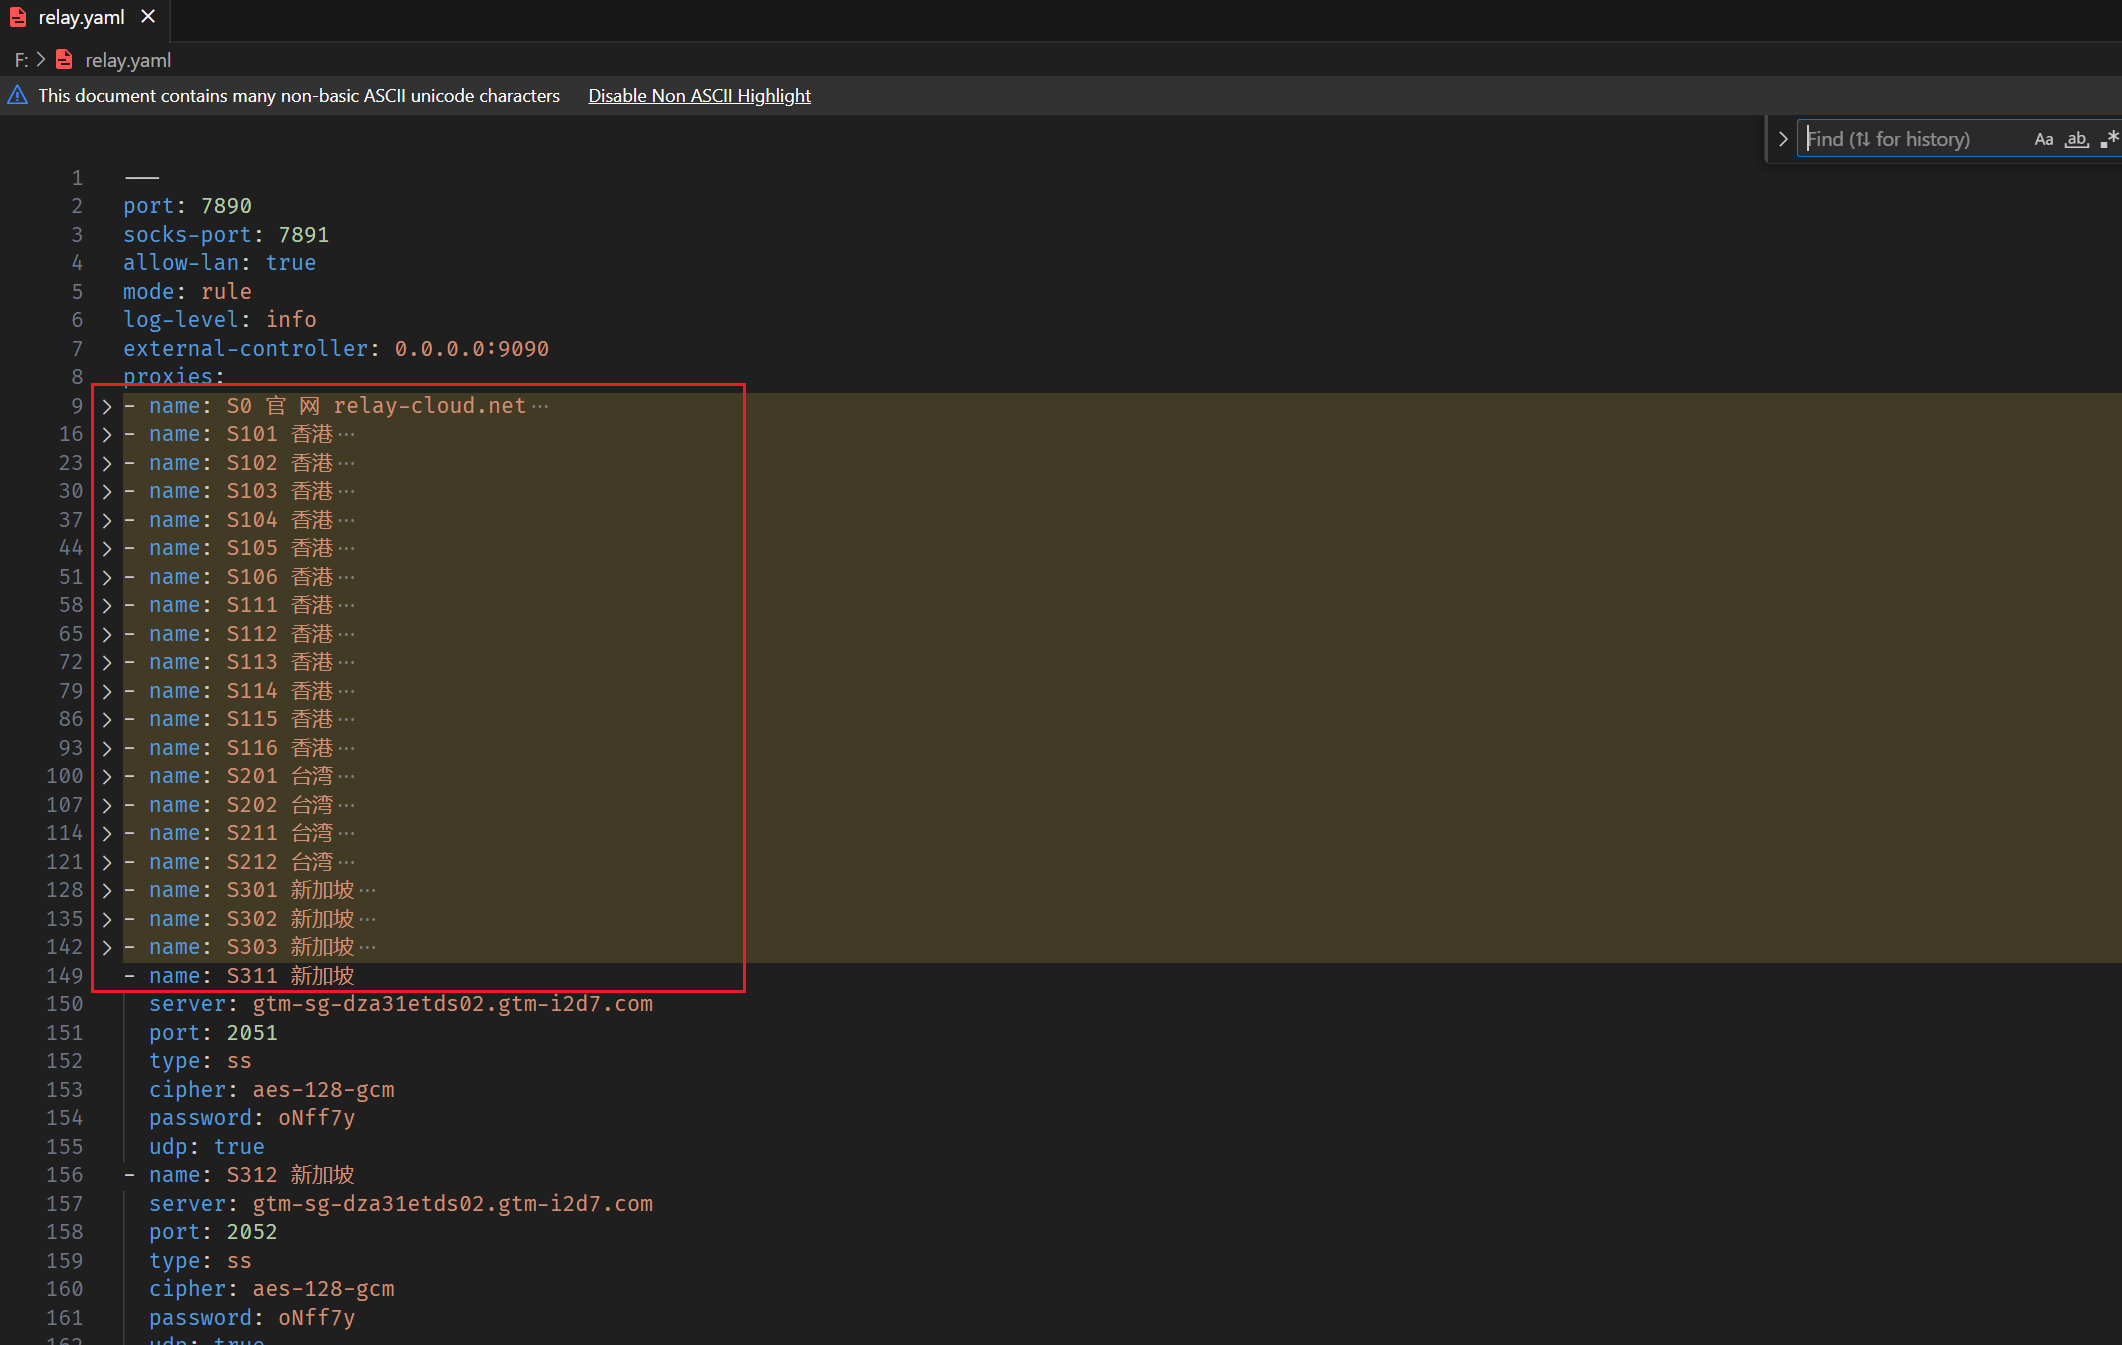 relay.yaml
F: > relay.yaml
This document contains many non-basic ASCII unicode characters Disable Non ASCII Highlight
Find (⇅ for history) Aa ab .*
1 ---
2 port: 7890
3 socks-port: 7891
4 allow-lan: true
5 mode: rule
6 log-level: info
7 external-controller: 0.0.0.0:9090
8 proxies:
9 > - name: S0 官 网 relay-cloud.net…
16 > - name: S101 香港…
23 > - name: S102 香港…
30 > - name: S103 香港…
37 > - name: S104 香港…
44 > - name: S105 香港…
51 > - name: S106 香港…
58 > - name: S111 香港…
65 > - name: S112 香港…
72 > - name: S113 香港…
79 > - name: S114 香港…
86 > - name: S115 香港…
93 > - name: S116 香港…
100 > - name: S201 台湾…
107 > - name: S202 台湾…
114 > - name: S211 台湾…
121 > - name: S212 台湾…
128 > - name: S301 新加坡…
135 > - name: S302 新加坡…
142 > - name: S303 新加坡…
149 - name: S311 新加坡
150 server: gtm-sg-dza31etds02.gtm-i2d7.com
151 port: 2051
152 type: ss
153 cipher: aes-128-gcm
154 password: oNff7y
155 udp: true
156 - name: S312 新加坡
157 server: gtm-sg-dza31etds02.gtm-i2d7.com
158 port: 2052
159 type: ss
160 cipher: aes-128-gcm
161 password: oNff7y
162 udp: true